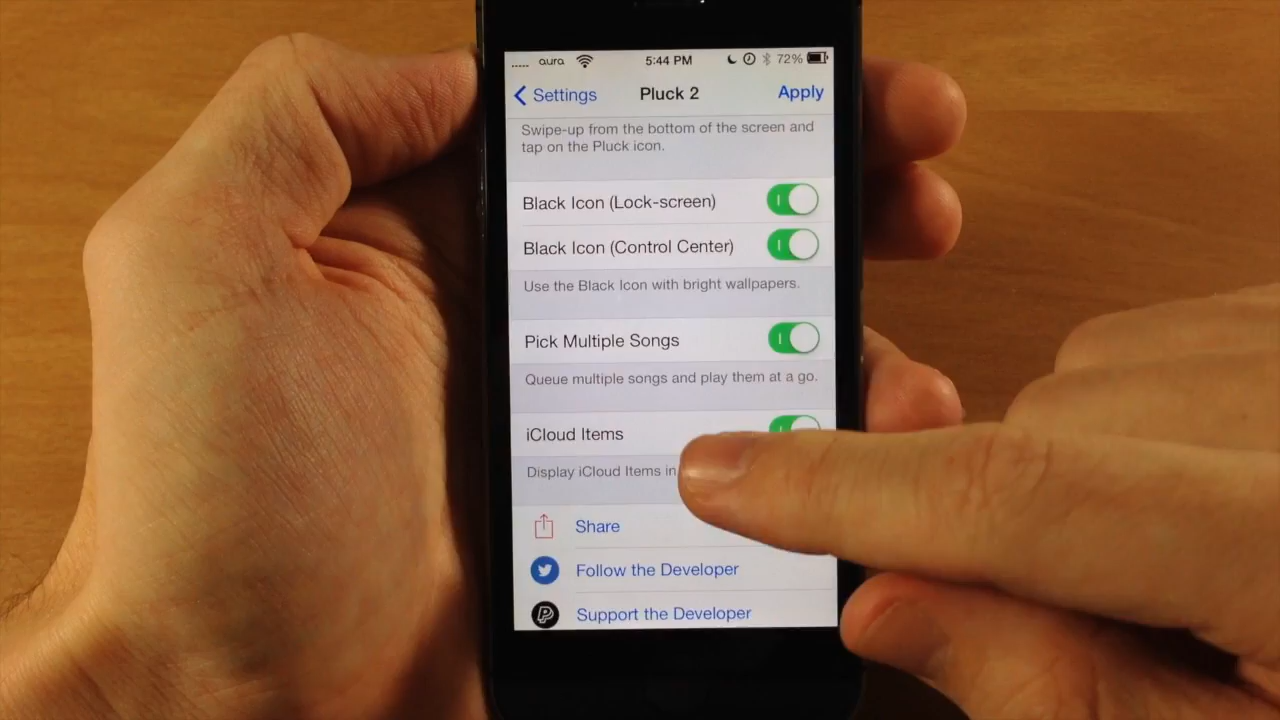 aura 5:44 PM 72%
Settings Pluck 2 Apply
Swipe-up from the bottom of the screen and
tap on the Pluck icon.
Black Icon (Lock-screen)
Black Icon (Control Center)
Use the Black Icon with bright wallpapers.
Pick Multiple Songs
Queue multiple songs and play them at a go.
iCloud Items
Display iCloud Items in
Share
Follow the Developer
Support the Developer